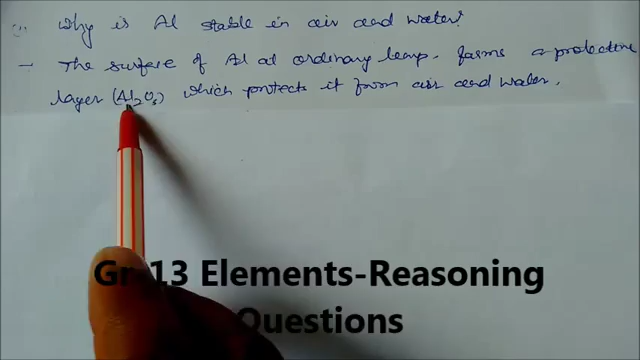 Why is Al stable in air and water?
- The surface of Al at ordinary temp. forms a protective
layer (Al2O3) which protects it from air and water.
Gr-13 Elements-Reasoning
Questions